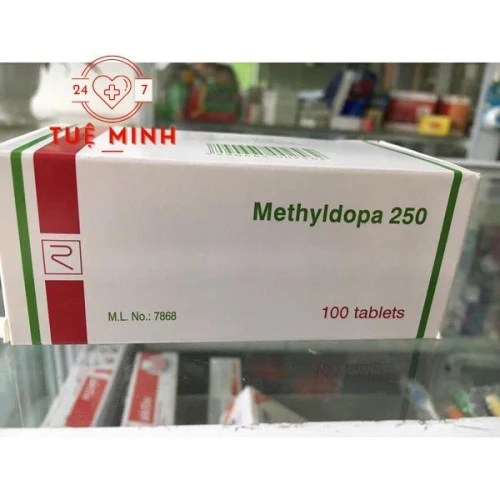 24 7
TUỆ MINH
Methyldopa 250
M.L. No.: 7868
100 tablets